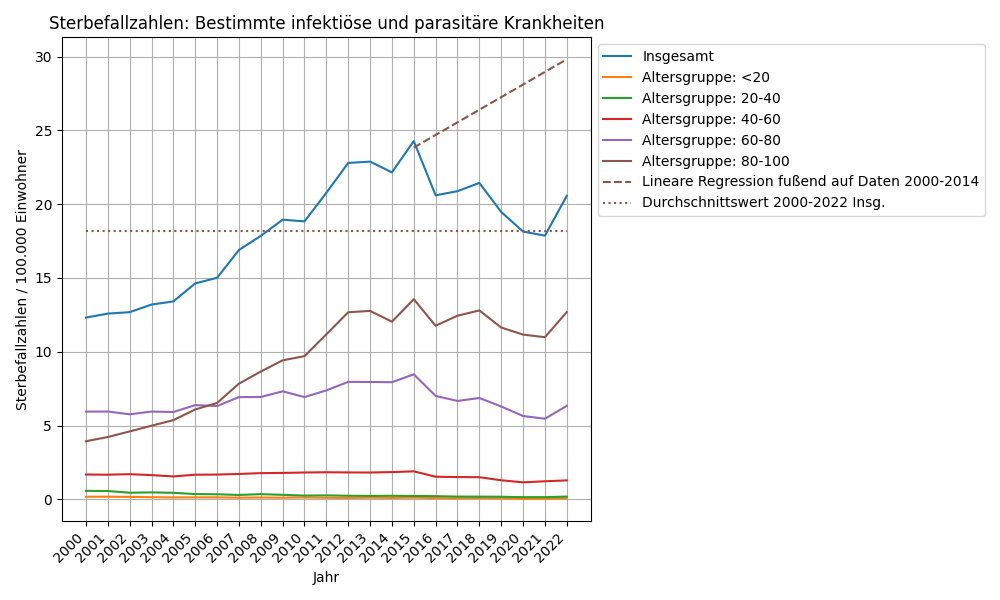 Sterbefallzahlen: Bestimmte infektiöse und parasitäre Krankheiten
30
25
20
15
10
5
0
Sterbefallzahlen / 100.000 Einwohner
2000
2001
2002
2003
2004
2005
2006
2007
2008
2009
2010
2011
2012
2013
2014
2015
2016
2017
2018
2019
2020
2021
2022
Jahr
Insgesamt
Altersgruppe: <20
Altersgruppe: 20-40
Altersgruppe: 40-60
Altersgruppe: 60-80
Altersgruppe: 80-100
Lineare Regression fußend auf Daten 2000-2014
Durchschnittswert 2000-2022 Insg.